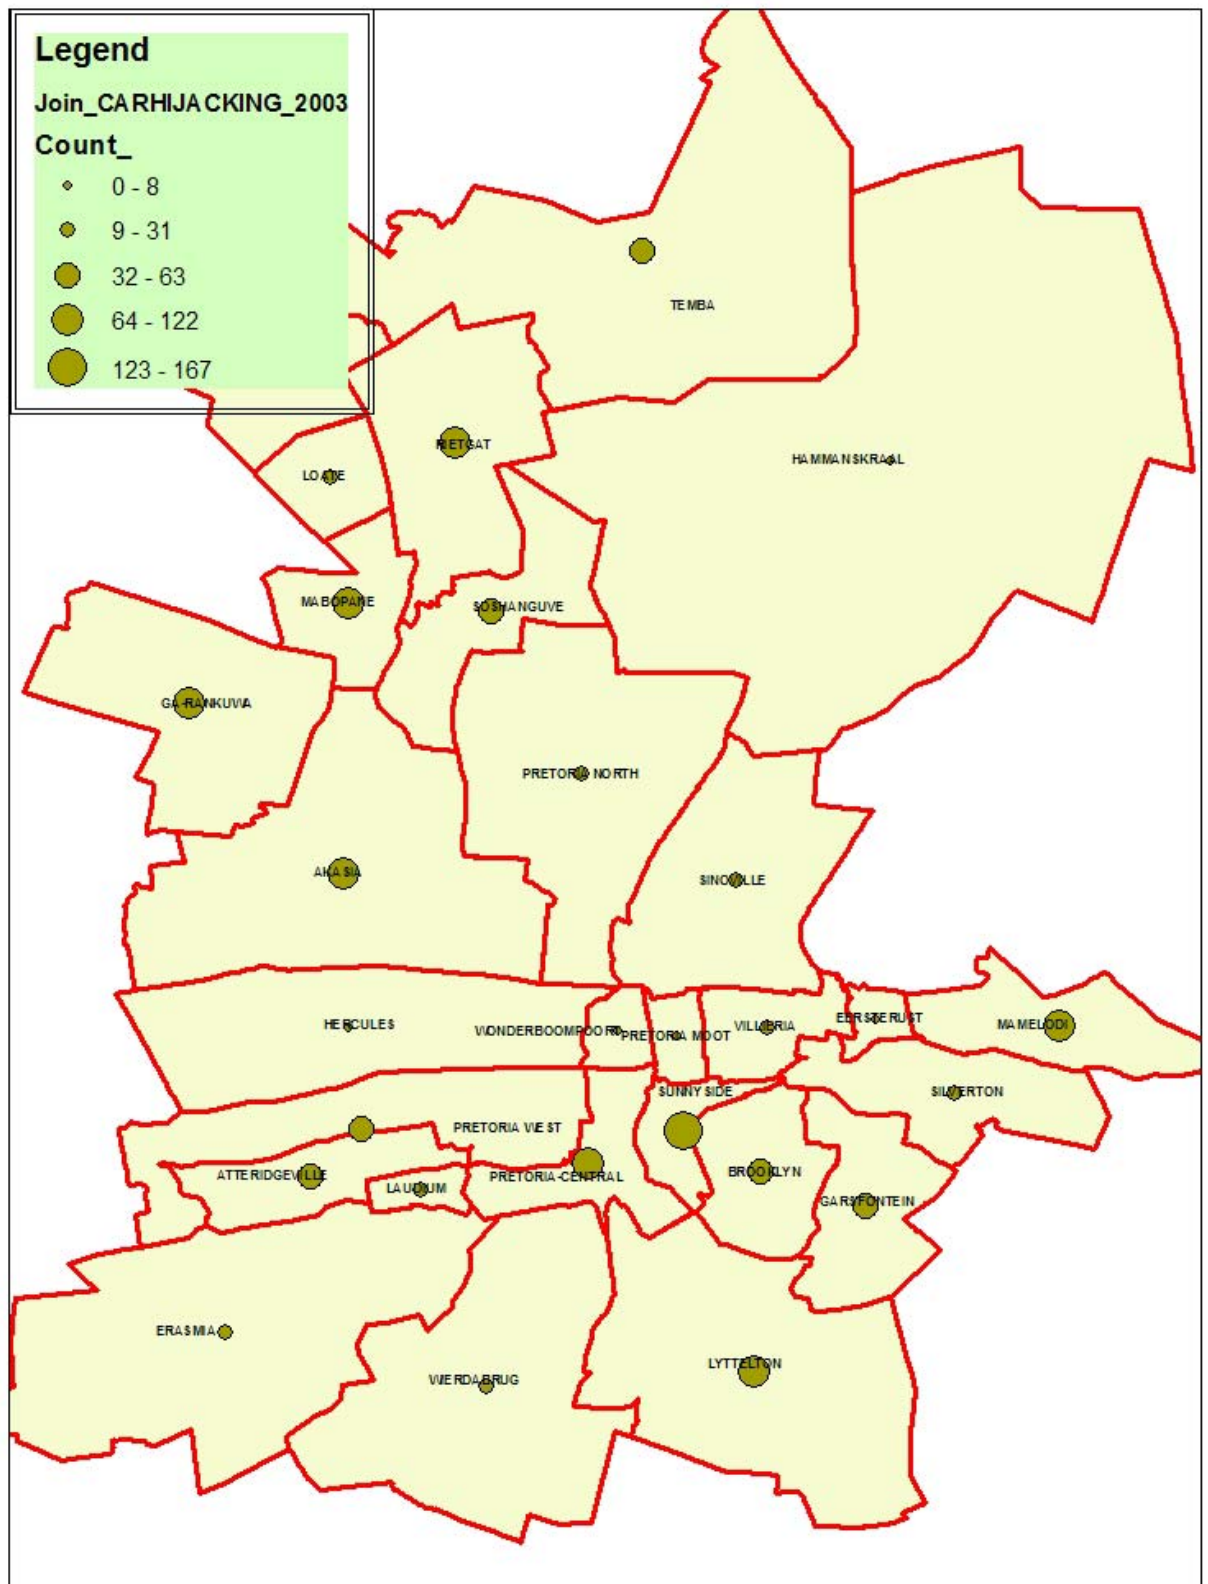 Legend
Join_CARHIJACKING_2003
Count_
0 - 8
9 - 31
32 - 63
64 - 122
123 - 167
TEMBA
RIETGAT
HAMMANSKRAAL
LOATE
MABOPANE
SOSHANGUVE
GA-RANKUWA
PRETORIA NORTH
AKASIA
SINOVILLE
HERCULES
WONDERBOOMPOORT
PRETORIA MOOT
VILLIERIA
EERSTERUST
MAMELODI
SUNNYSIDE
SILVERTON
PRETORIA WEST
ATTERIDGEVILLE
LAUDIUM
PRETORIA-CENTRAL
BROOKLYN
GARSFONTEIN
ERASMIA
WIERDABRUG
LYTTELTON